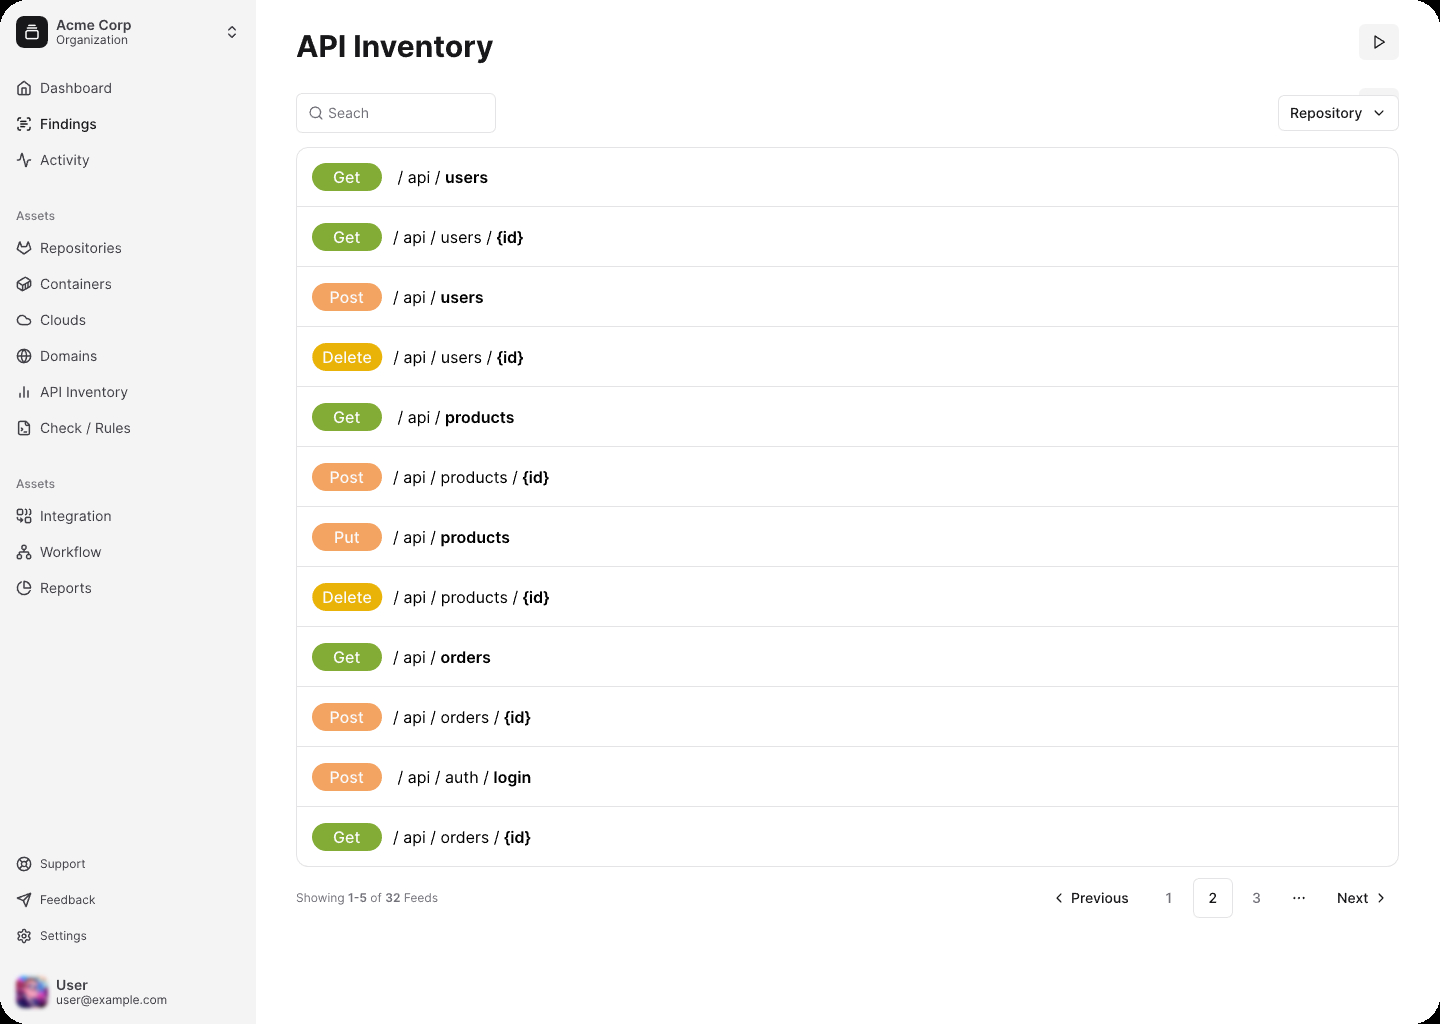 Acme Corp
Organization
Dashboard
Findings
Activity
Assets
Repositories
Containers
Clouds
Domains
API Inventory
Check / Rules
Assets
Integration
Workflow
Reports
Support
Feedback
Settings
User
user@example.com
API Inventory
Seach
Repository
Get / api / users
Get / api / users / {id}
Post / api / users
Delete / api / users / {id}
Get / api / products
Post / api / products / {id}
Put / api / products
Delete / api / products / {id}
Get / api / orders
Post / api / orders / {id}
Post / api / auth / login
Get / api / orders / {id}
Showing 1-5 of 32 Feeds
Previous 1 2 3 ... Next